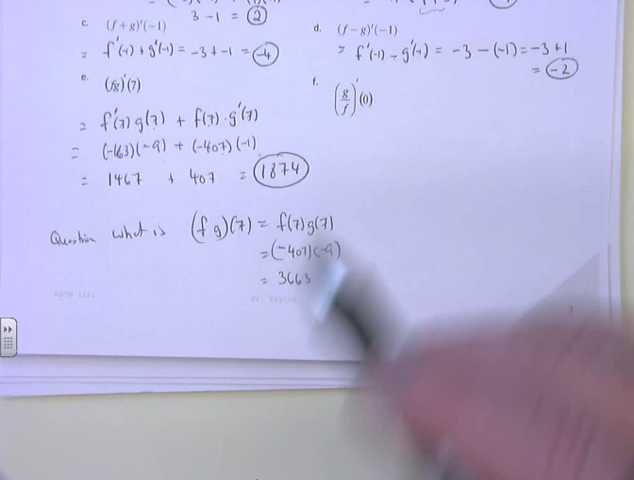 3 - 1 = 2
c. (f + g)'(-1)
= f'(-1) + g'(-1) = -3 + -1 = -4
d. (f - g)'(-1)
= f'(-1) - g'(-1) = -3 - (-1) = -3 + 1
= -2
e. (fg)'(7)
= f'(7) g(7) + f(7) · g'(7)
= (-163)(-9) + (-407)(-1)
= 1467 + 407 = 1874
f. (g/f)'(0)
Question what is (f g)(7) = f(7) g(7)
= (-407)(-9)
= 3663